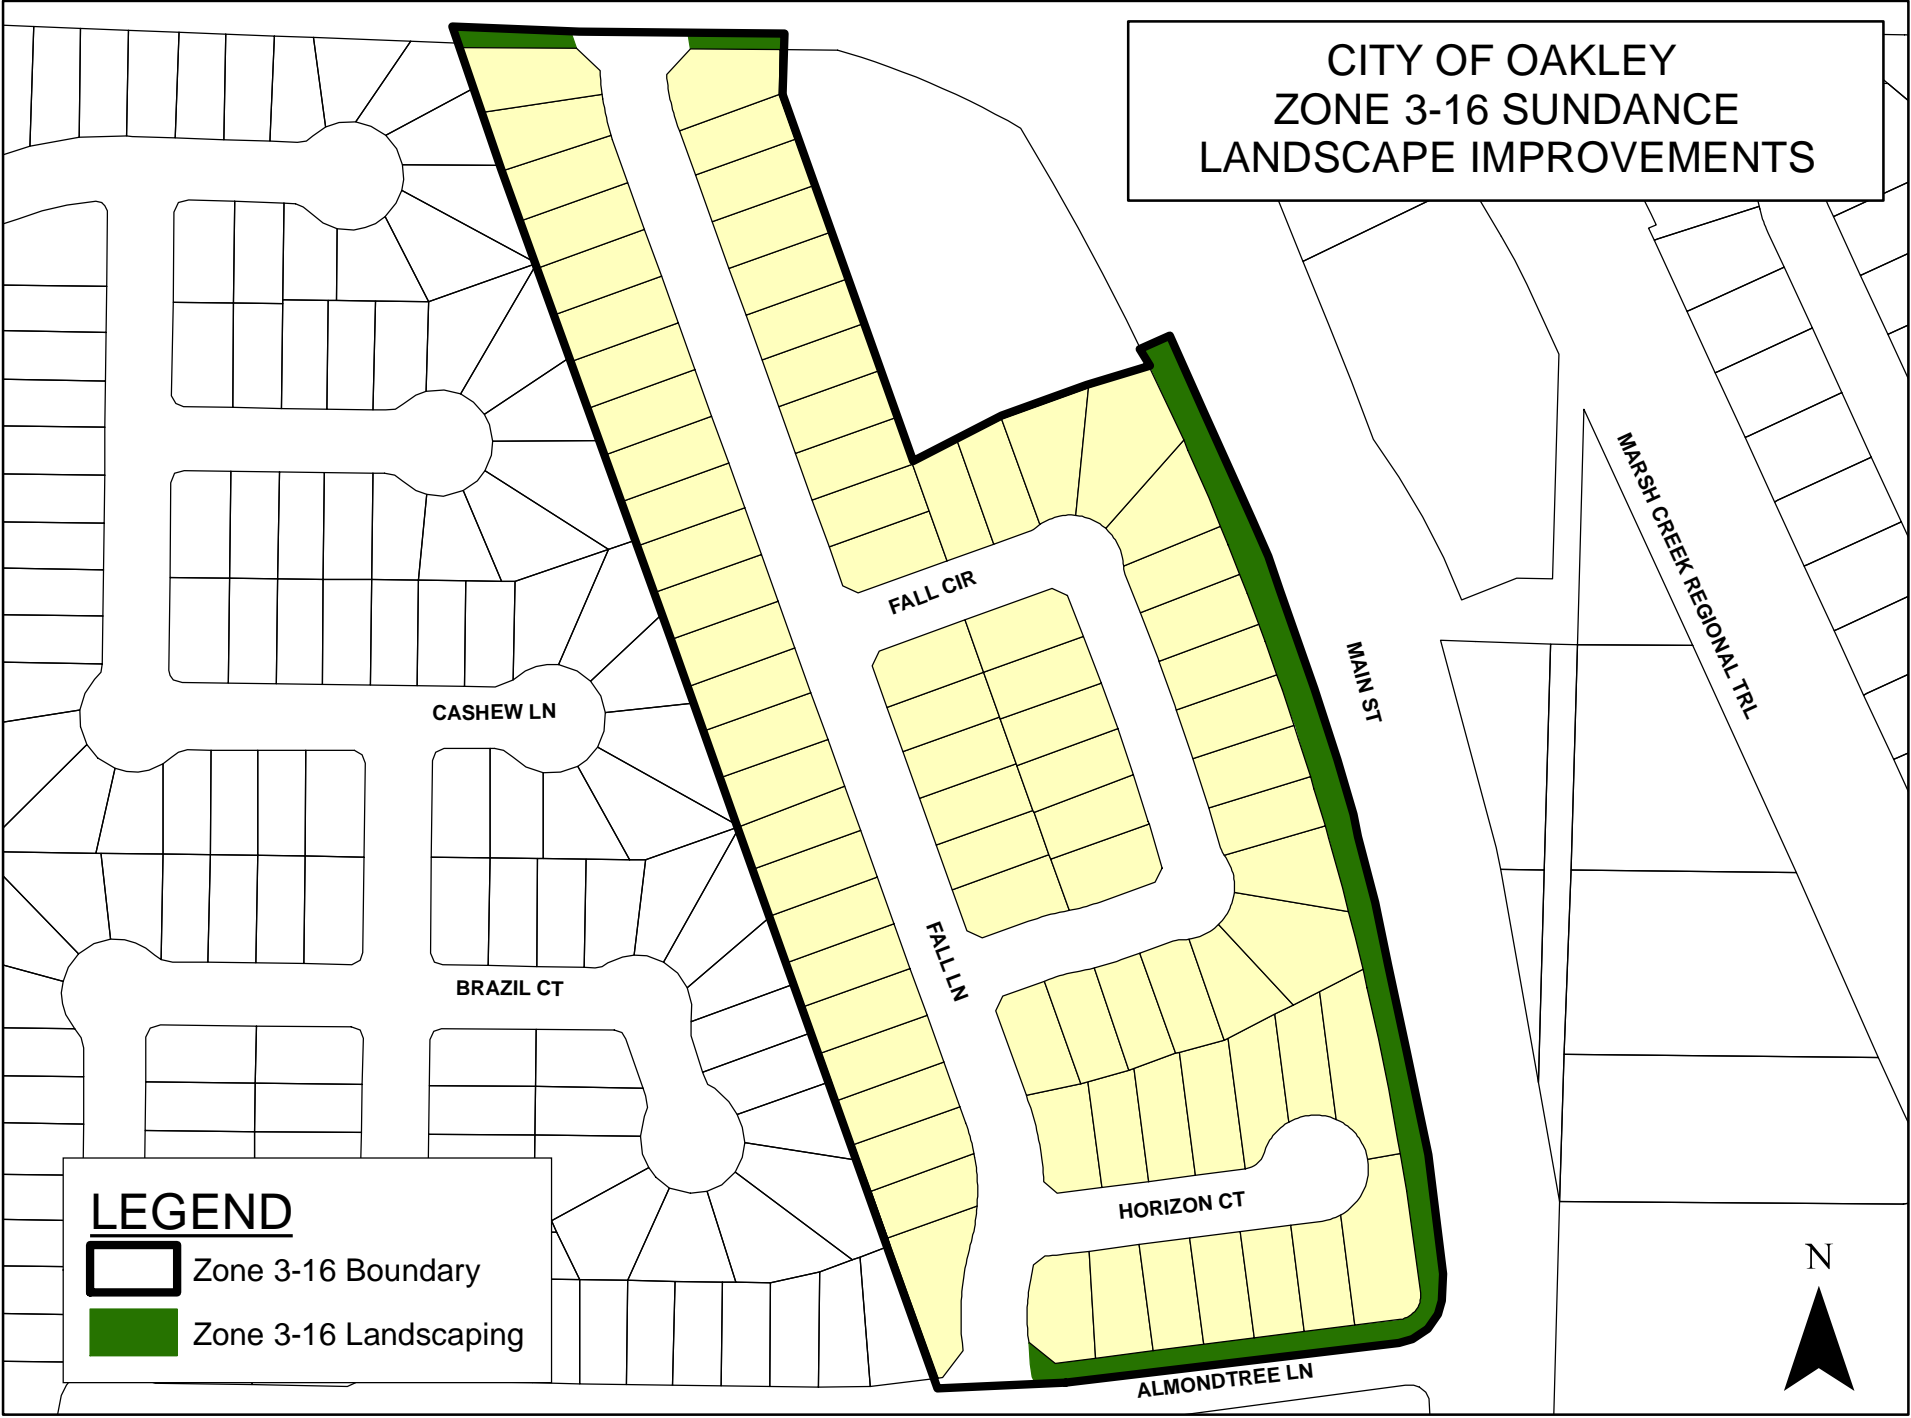 CITY OF OAKLEY
ZONE 3-16 SUNDANCE
LANDSCAPE IMPROVEMENTS
MARSH CREEK REGIONAL TRL
FALL CIR
MAIN ST
CASHEW LN
FALL LN
BRAZIL CT
HORIZON CT
ALMONDTREE LN
LEGEND
Zone 3-16 Boundary
Zone 3-16 Landscaping
N